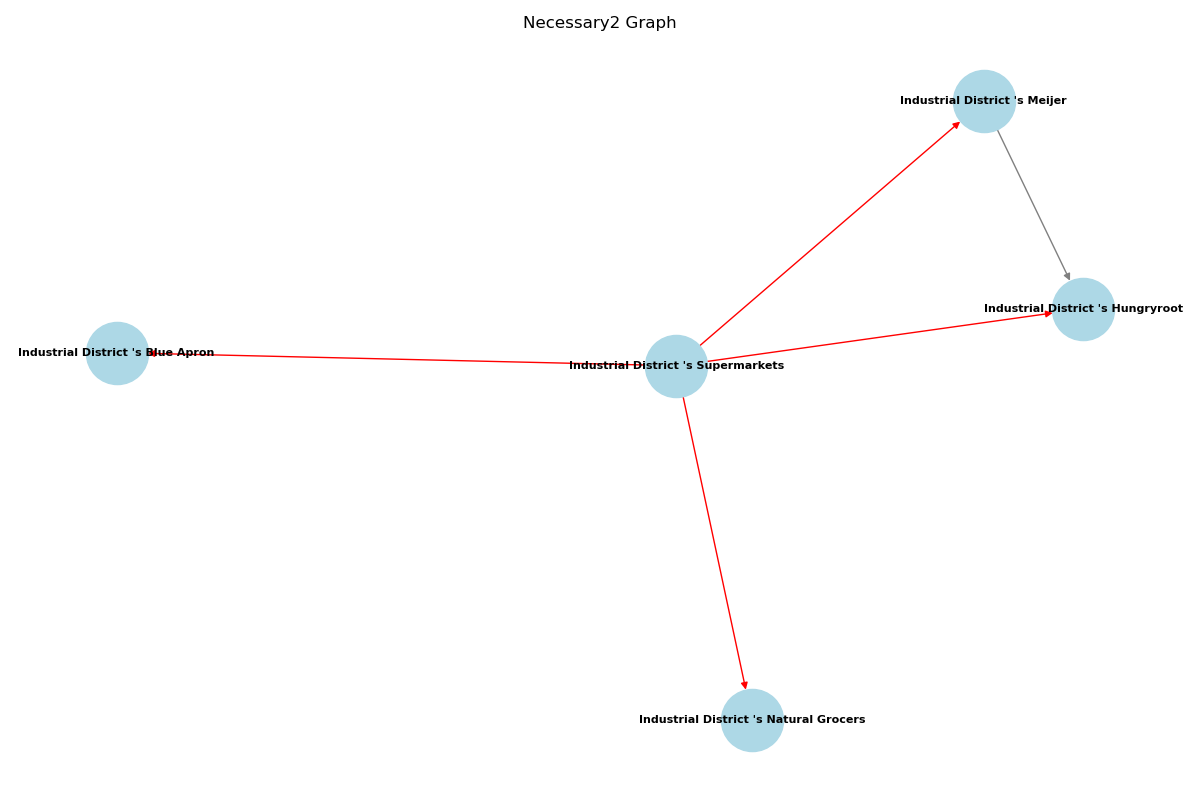 Necessary2 Graph
Industrial District 's Meijer
Industrial District 's Hungryroot
Industrial District 's Blue Apron
Industrial District 's Supermarkets
Industrial District 's Natural Grocers